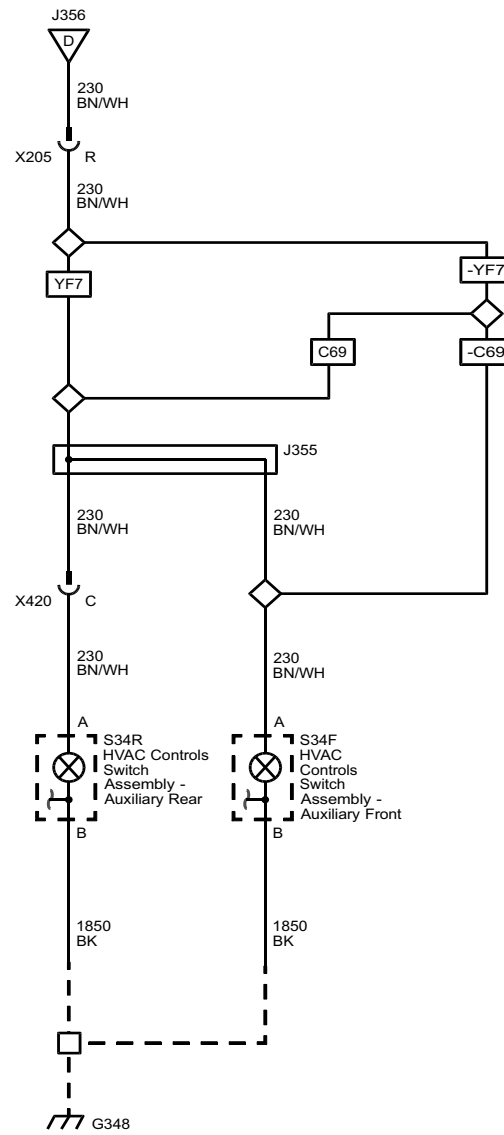 J356
D
230
BN/WH
X205 R
230
BN/WH
YF7
-YF7
C69
-C69
J355
230
BN/WH
230
BN/WH
X420 C
230
BN/WH
230
BN/WH
A
S34R
HVAC Controls
Switch
Assembly -
Auxiliary Rear
B
A
S34F
HVAC
Controls
Switch
Assembly -
Auxiliary Front
B
1850
BK
1850
BK
G348